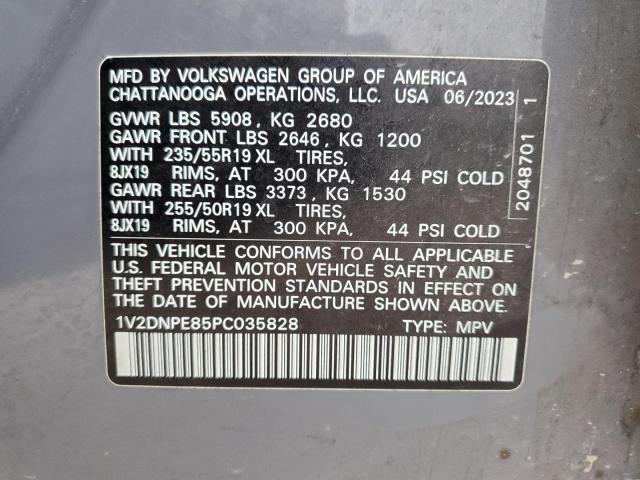 MFD BY VOLKSWAGEN GROUP OF AMERICA
CHATTANOOGA OPERATIONS, LLC. USA 06/2023
GVWR LBS 5908, KG 2680
GAWR FRONT LBS 2646, KG 1200
WITH 235/55R19 XL TIRES,
8JX19 RIMS, AT 300 KPA, 44 PSI COLD
GAWR REAR LBS 3373, KG 1530
WITH 255/50R19 XL TIRES,
8JX19 RIMS, AT 300 KPA, 44 PSI COLD
THIS VEHICLE CONFORMS TO ALL APPLICABLE
U.S. FEDERAL MOTOR VEHICLE SAFETY AND
THEFT PREVENTION STANDARDS IN EFFECT ON
THE DATE OF MANUFACTURE SHOWN ABOVE.
1V2DNPE85PC035828 TYPE: MPV
2048701 1